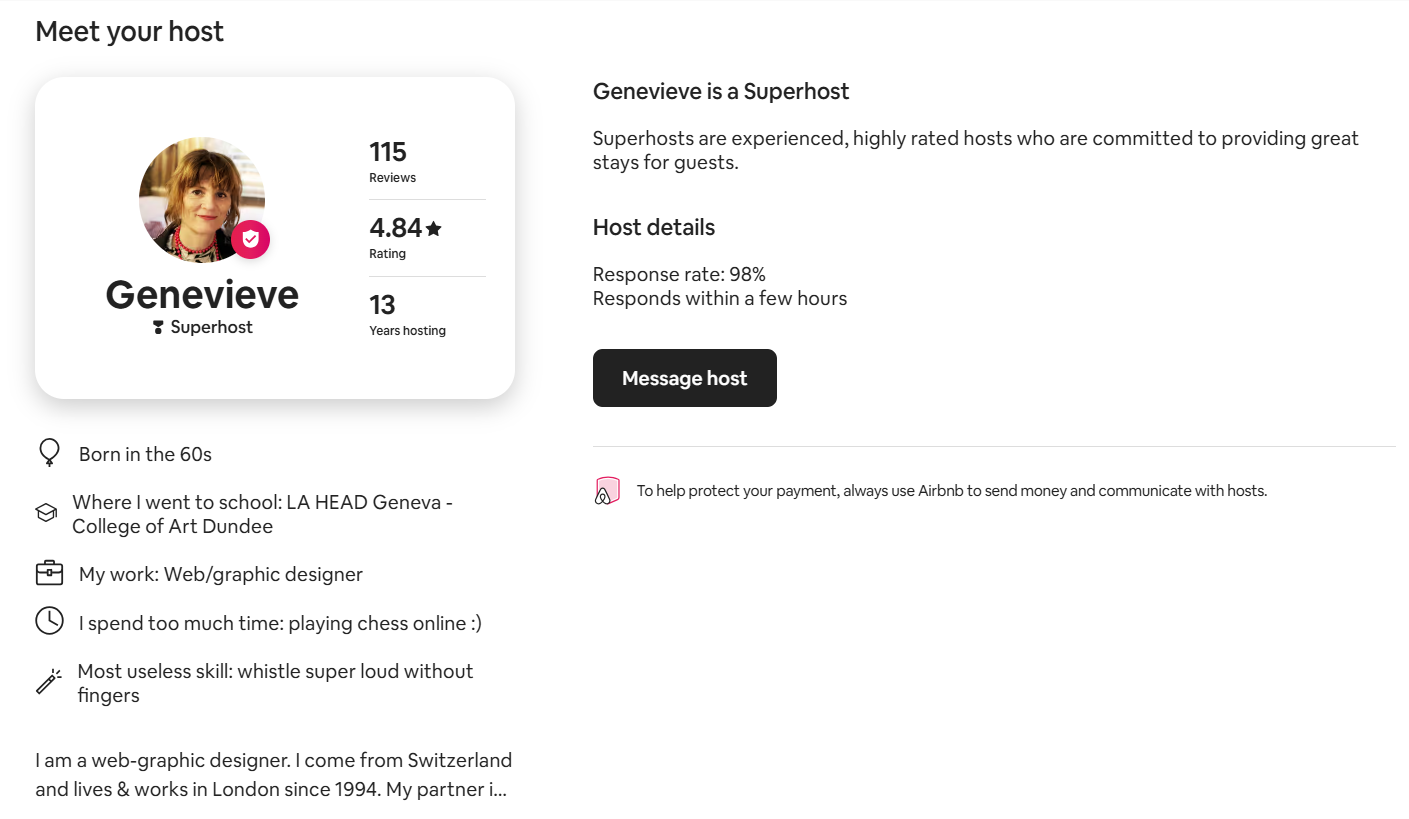 Meet your host
115
Reviews
4.84★
Rating
13
Years hosting
Genevieve
Superhost
Born in the 60s
Where I went to school: LA HEAD Geneva -
College of Art Dundee
My work: Web/graphic designer
I spend too much time: playing chess online :)
Most useless skill: whistle super loud without
fingers
I am a web-graphic designer. I come from Switzerland
and lives & works in London since 1994. My partner i...
Genevieve is a Superhost
Superhosts are experienced, highly rated hosts who are committed to providing great
stays for guests.
Host details
Response rate: 98%
Responds within a few hours
Message host
To help protect your payment, always use Airbnb to send money and communicate with hosts.